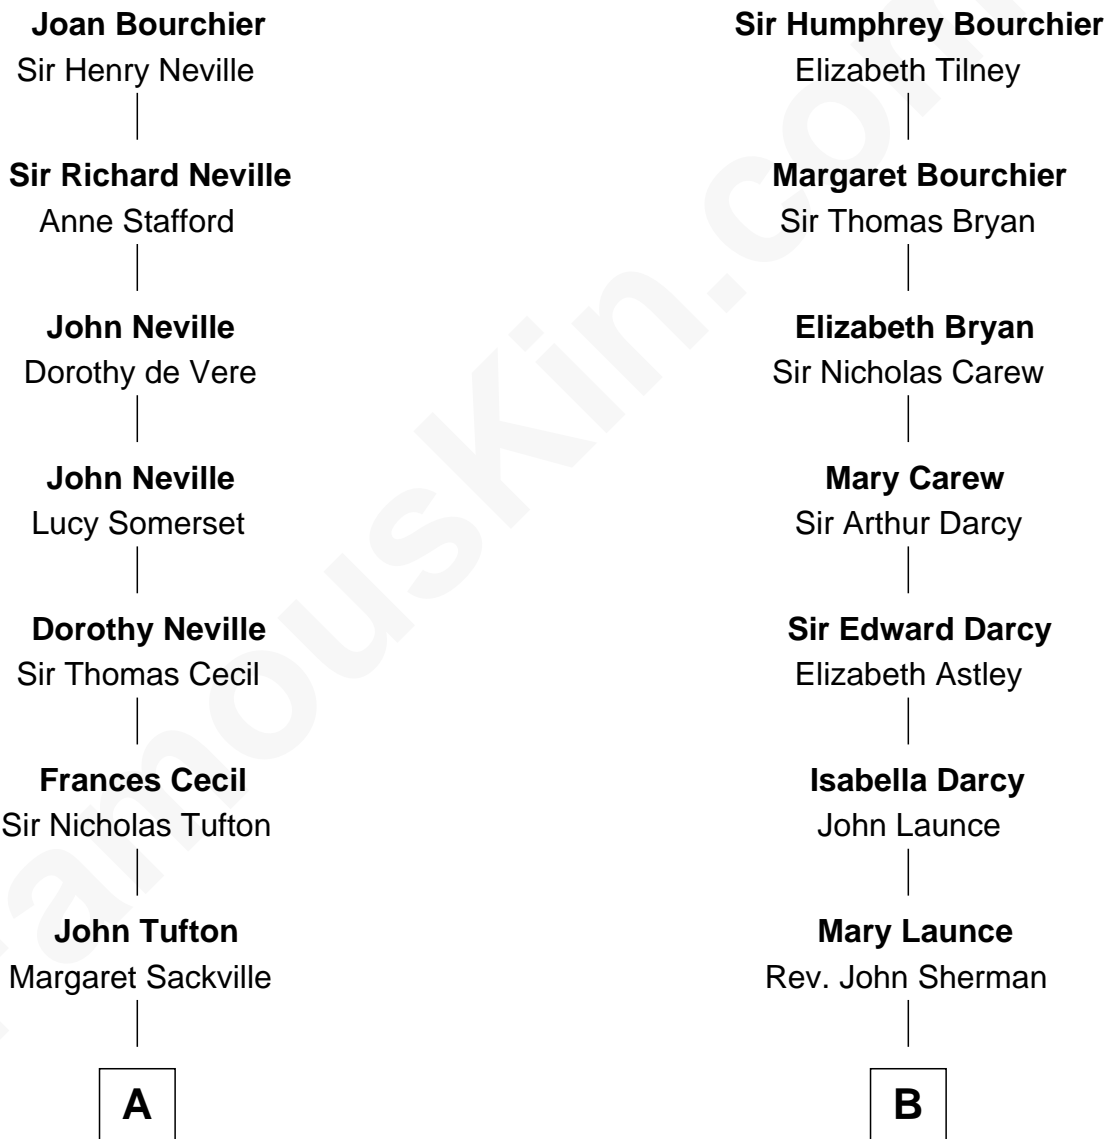 Joan Bourchier
Sir Henry Neville
Sir Richard Neville
Anne Stafford
John Neville
Dorothy de Vere
John Neville
Lucy Somerset
Dorothy Neville
Sir Thomas Cecil
Frances Cecil
Sir Nicholas Tufton
John Tufton
Margaret Sackville
A
Sir Humphrey Bourchier
Elizabeth Tilney
Margaret Bourchier
Sir Thomas Bryan
Elizabeth Bryan
Sir Nicholas Carew
Mary Carew
Sir Arthur Darcy
Sir Edward Darcy
Elizabeth Astley
Isabella Darcy
John Launce
Mary Launce
Rev. John Sherman
B
FamousKin.com